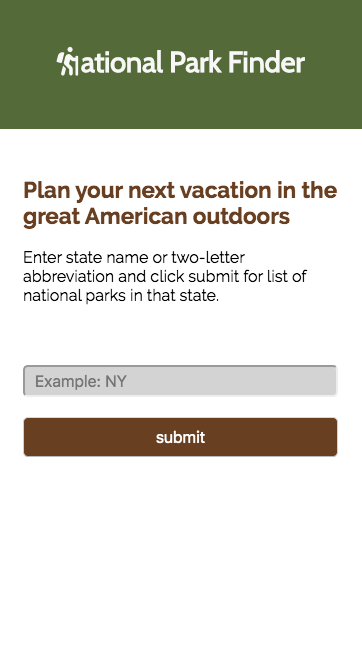 National Park Finder
Plan your next vacation in the
great American outdoors
Enter state name or two-letter
abbreviation and click submit for list of
national parks in that state.
Example: NY
submit